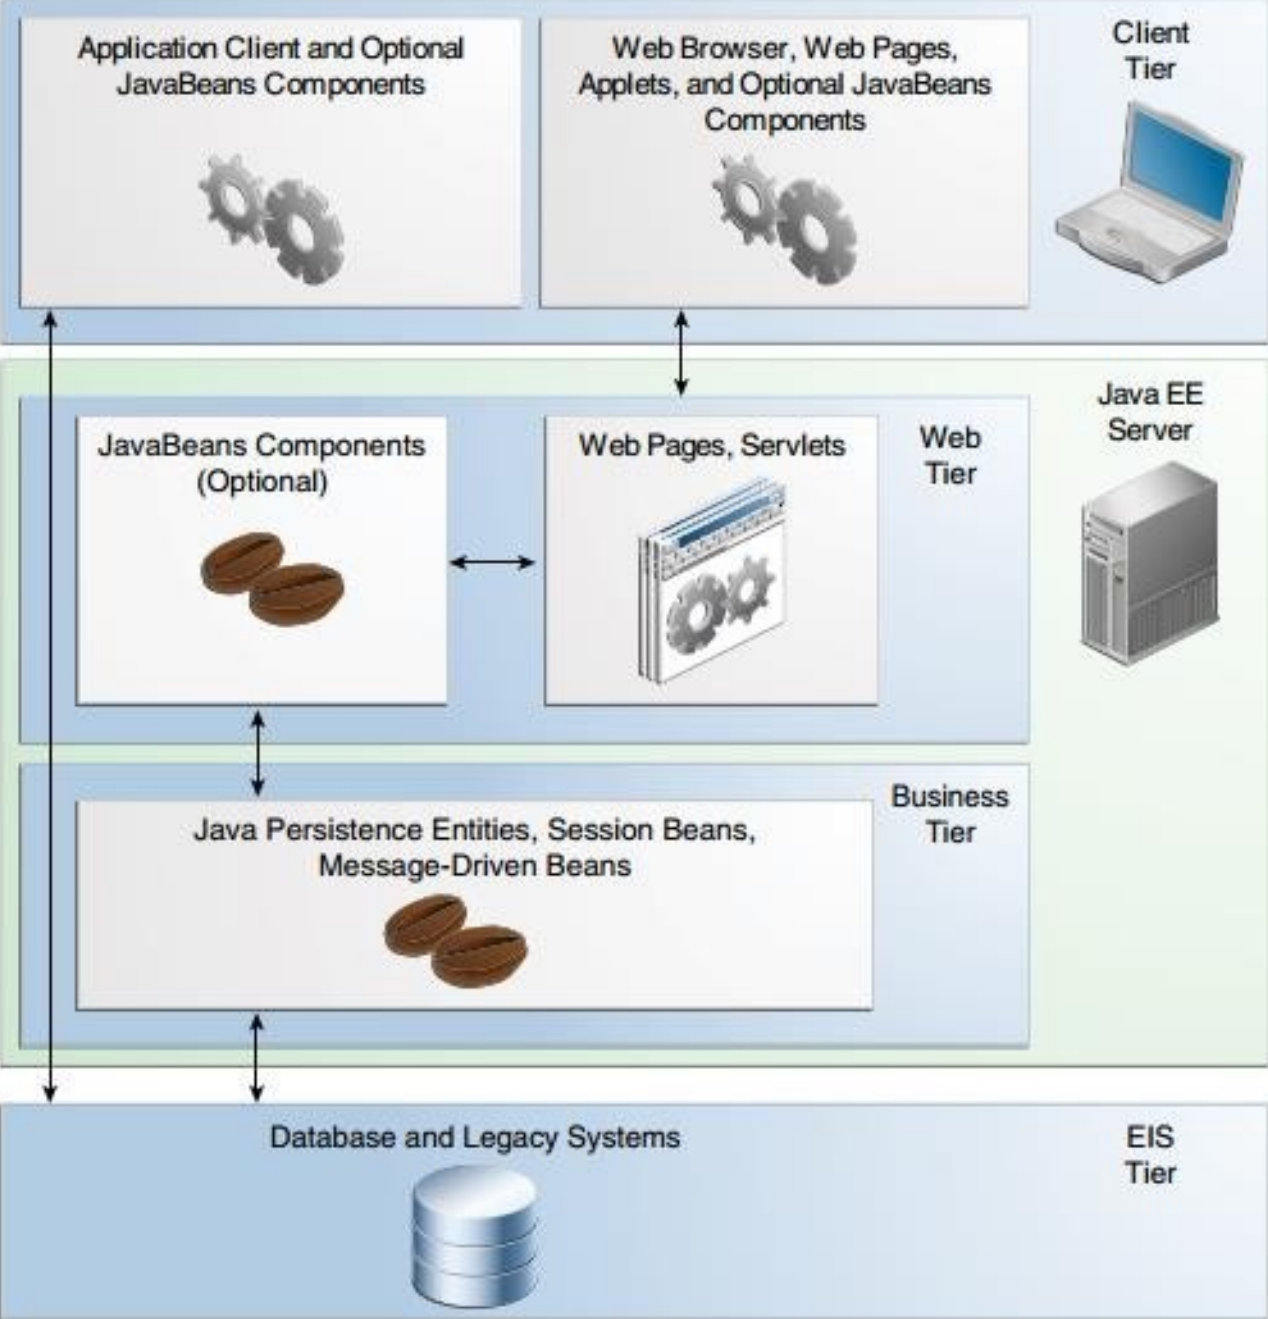 Application Client and Optional
JavaBeans Components
Web Browser, Web Pages,
Applets, and Optional JavaBeans
Components
Client
Tier
Java EE
Server
JavaBeans Components
(Optional)
Web Pages, Servlets
Web
Tier
Business
Tier
Java Persistence Entities, Session Beans,
Message-Driven Beans
Database and Legacy Systems
EIS
Tier